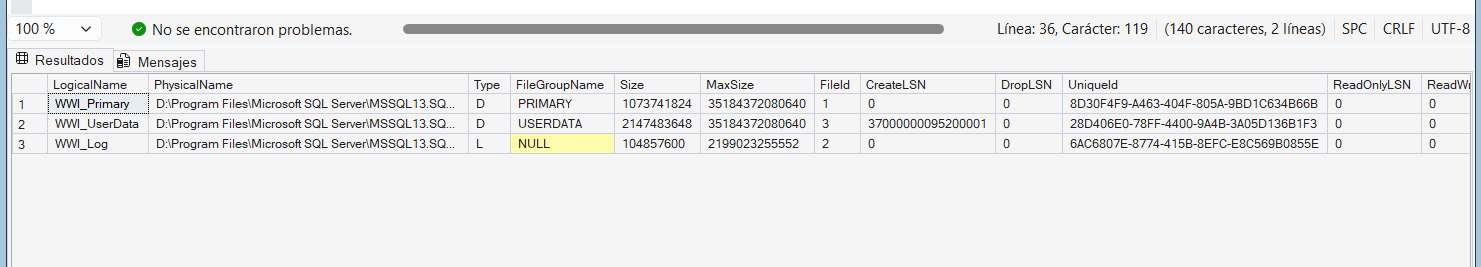 100 % No se encontraron problemas. Línea: 36, Carácter: 119 (140 caracteres, 2 líneas) SPC CRLF UTF-8
Resultados Mensajes
LogicalName PhysicalName Type FileGroupName Size MaxSize FileId CreateLSN DropLSN UniqueId ReadOnlyLSN ReadWr
1 WWI_Primary D:\Program Files\Microsoft SQL Server\MSSQL13.SQ... D PRIMARY 1073741824 35184372080640 1 0 0 8D30F4F9-A463-404F-805A-9BD1C634B66B 0 0
2 WWI_UserData D:\Program Files\Microsoft SQL Server\MSSQL13.SQ... D USERDATA 2147483648 35184372080640 3 37000000095200001 0 28D406E0-78FF-4400-9A4B-3A05D136B1F3 0 0
3 WWI_Log D:\Program Files\Microsoft SQL Server\MSSQL13.SQ... L NULL 104857600 2199023255552 2 0 0 6AC6807E-8774-415B-8EFC-E8C569B0855E 0 0